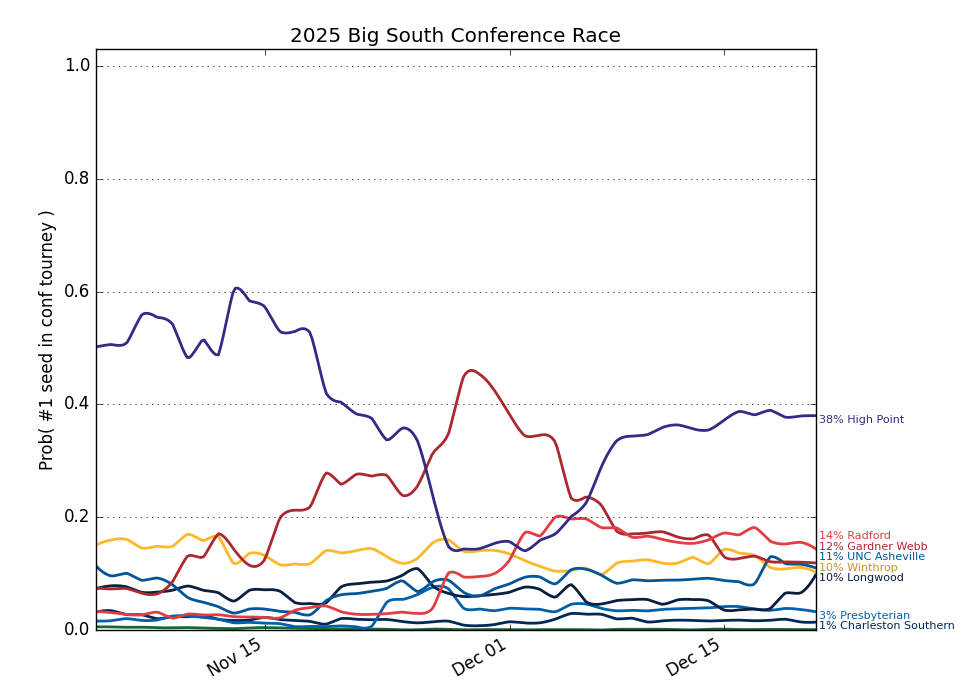 2025 Big South Conference Race
Prob( #1 seed in conf tourney )
1.0
0.8
0.6
0.4
0.2
0.0
Nov 15
Dec 01
Dec 15
38% High Point
14% Radford
12% Gardner Webb
11% UNC Asheville
10% Winthrop
10% Longwood
3% Presbyterian
1% Charleston Southern